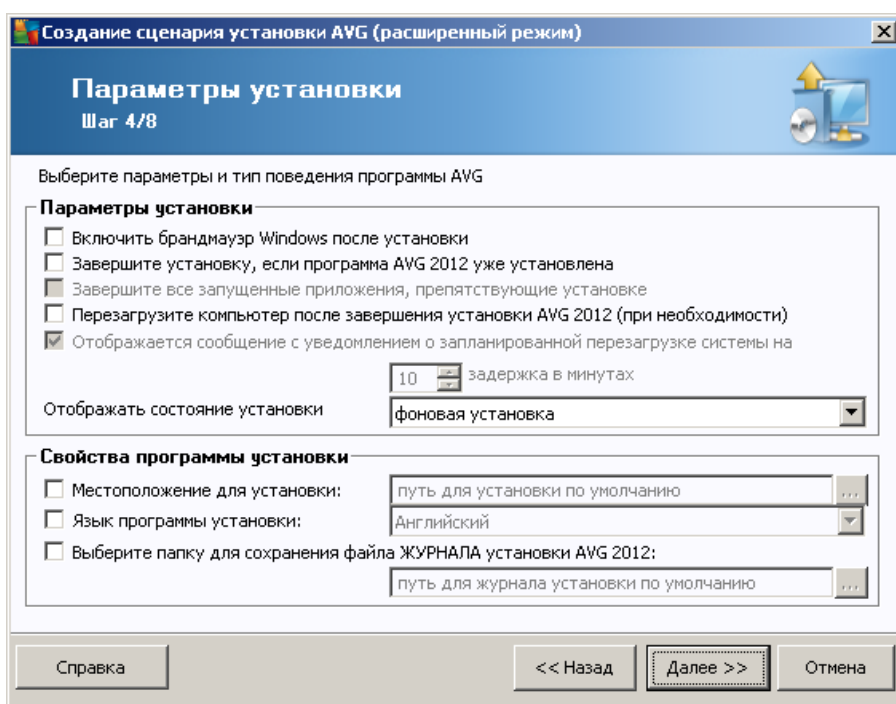 Создание сценария установки AVG (расширенный режим)
Параметры установки
Шаг 4/8
Выберите параметры и тип поведения программы AVG
Параметры установки
Включить брандмауэр Windows после установки
Завершите установку, если программа AVG 2012 уже установлена
Завершите все запущенные приложения, препятствующие установке
Перезагрузите компьютер после завершения установки AVG 2012 (при необходимости)
Отображается сообщение с уведомлением о запланированной перезагрузке системы на
10 задержка в минутах
Отображать состояние установки фоновая установка
Свойства программы установки
Местоположение для установки: путь для установки по умолчанию ...
Язык программы установки: Английский
Выберите папку для сохранения файла ЖУРНАЛА установки AVG 2012:
путь для журнала установки по умолчанию ...
Справка << Назад Далее >> Отмена